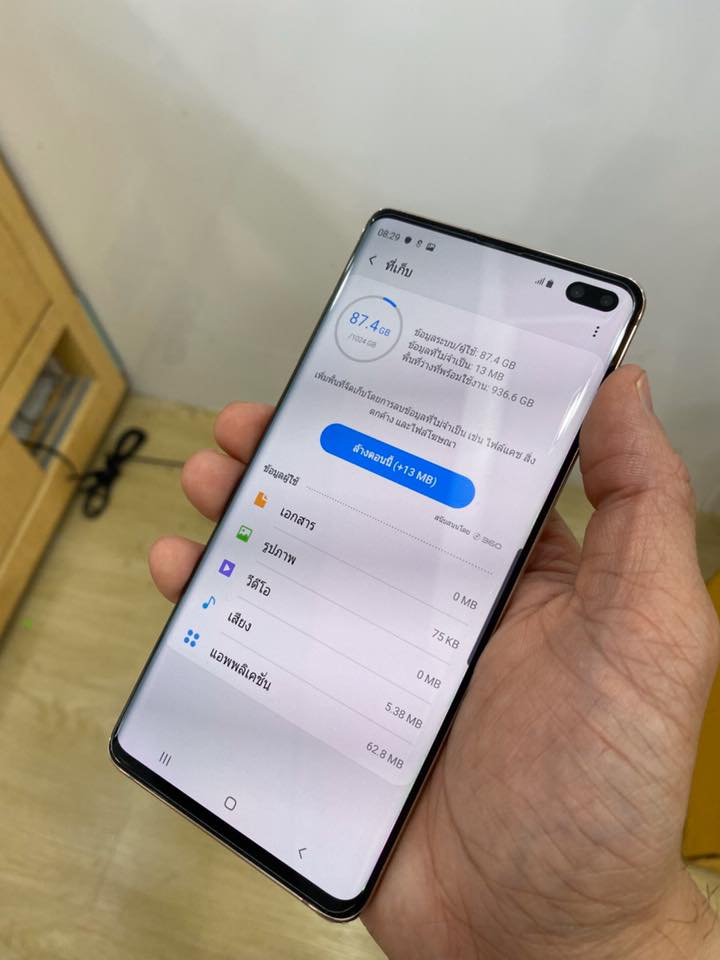 08:29
ที่เก็บ
87.4 GB
/1024 GB
ข้อมูลระบบ/ผู้ใช้: 87.4 GB
ข้อมูลที่ไม่จำเป็น: 13 MB
พื้นที่ว่างที่พร้อมใช้งาน: 936.6 GB
เพิ่มพื้นที่จัดเก็บโดยการลบข้อมูลที่ไม่จำเป็น เช่น ไฟล์แคช สิ่ง
ตกค้าง และไฟล์โฆษณา
ล้างตอนนี้ (+13 MB)
สนับสนุนโดย 360
ข้อมูลผู้ใช้
เอกสาร 0 MB
รูปภาพ 75 KB
วิดีโอ 0 MB
เสียง 5.38 MB
แอพพลิเคชั่น 62.8 MB